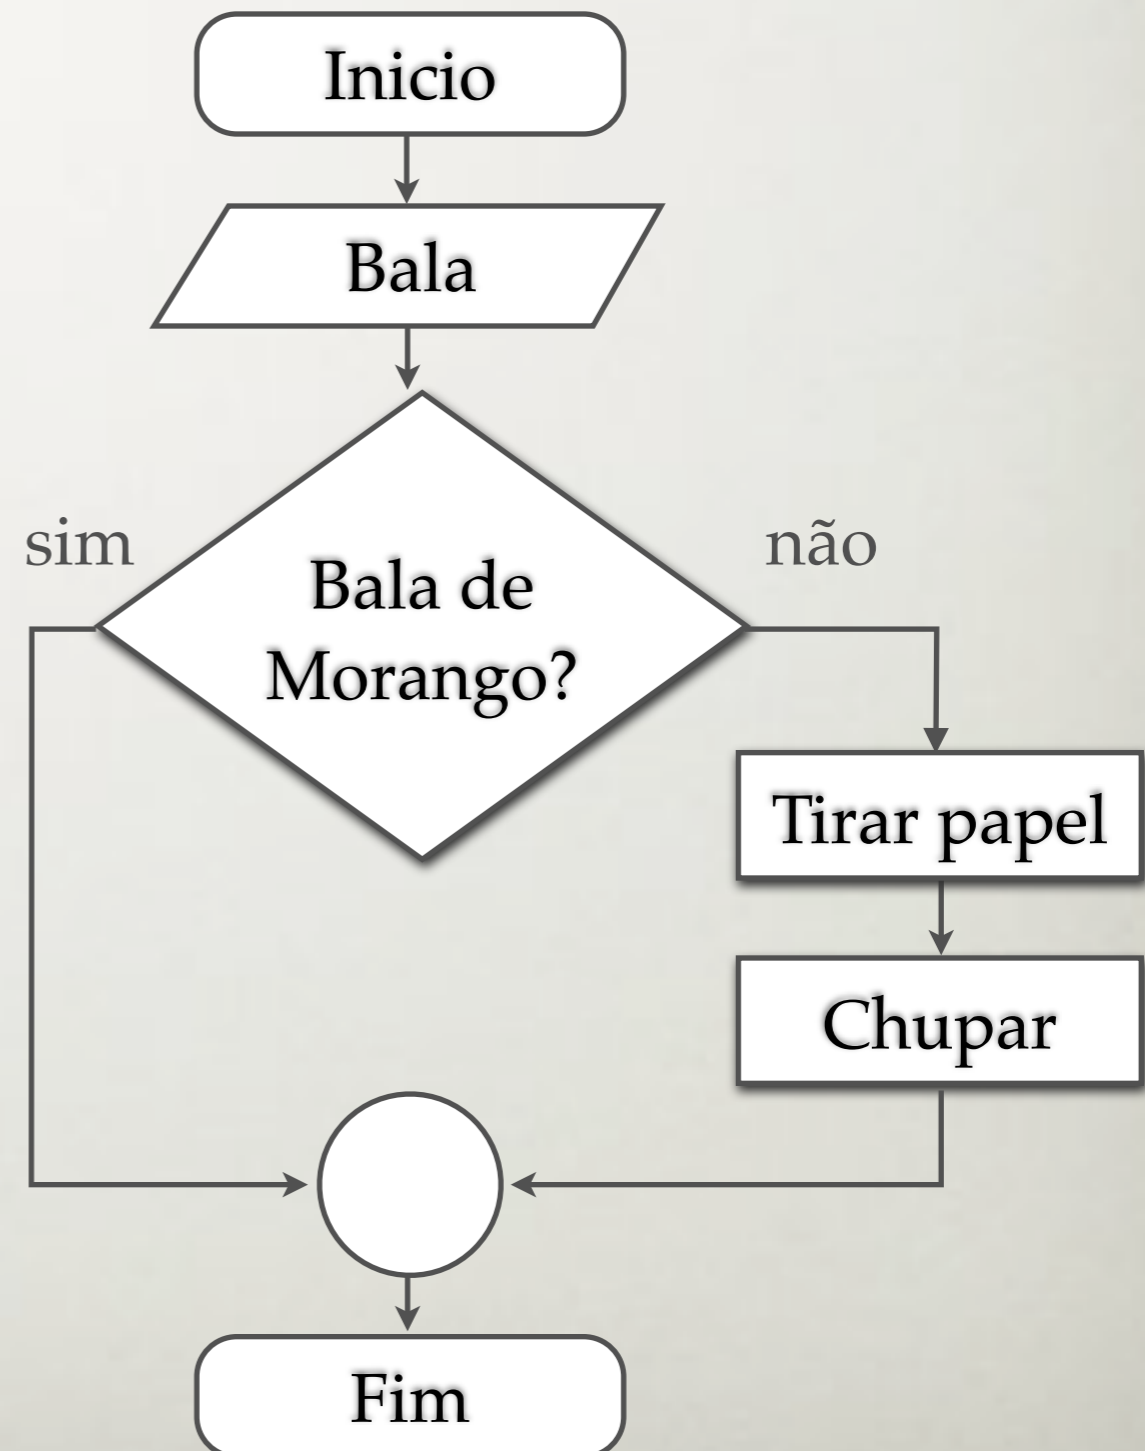 Inicio
Bala
sim
não
Bala de
Morango?
Tirar papel
Chupar
Fim